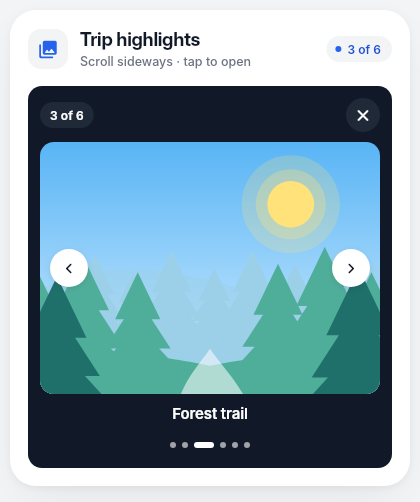 Trip highlights
3 of 6
Scroll sideways · tap to open
3 of 6
Forest trail